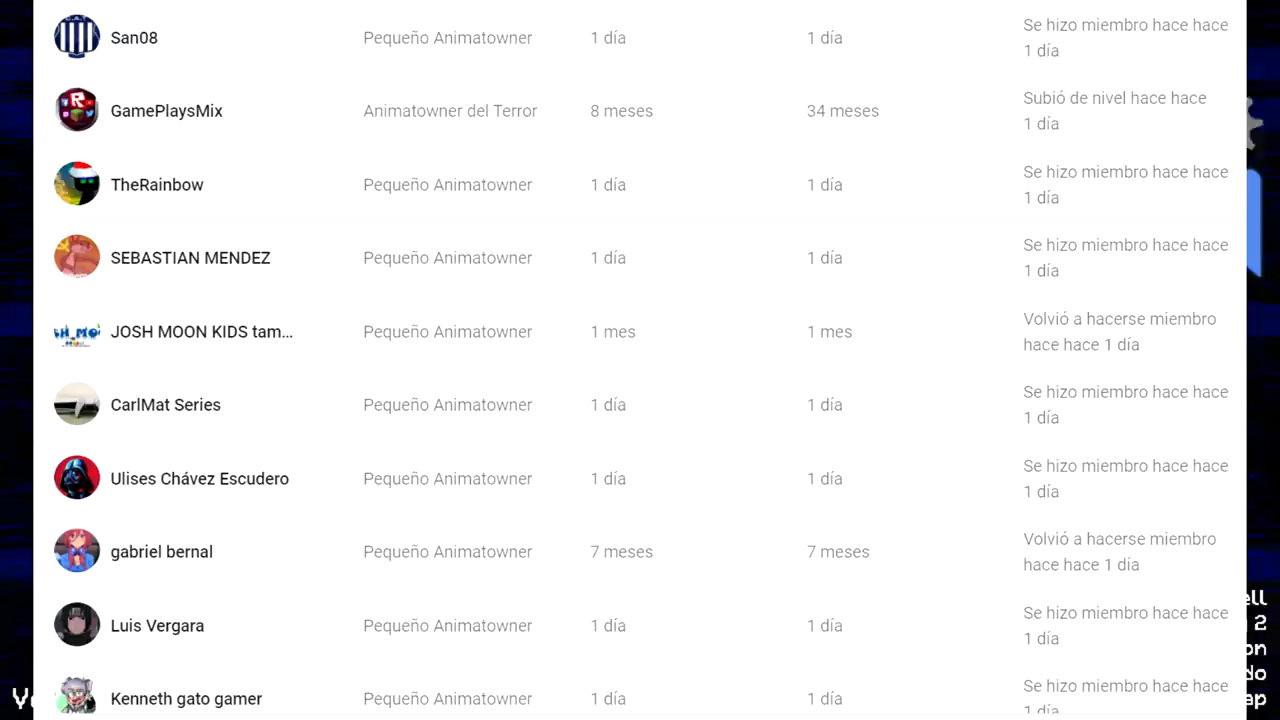 San08 Pequeño Animatowner 1 día 1 día Se hizo miembro hace hace
1 día
GamePlaysMix Animatowner del Terror 8 meses 34 meses Subió de nivel hace hace
1 día
TheRainbow Pequeño Animatowner 1 día 1 día Se hizo miembro hace hace
1 día
SEBASTIAN MENDEZ Pequeño Animatowner 1 día 1 día Se hizo miembro hace hace
1 día
JOSH MOON KIDS tam... Pequeño Animatowner 1 mes 1 mes Volvió a hacerse miembro
hace hace 1 día
CarlMat Series Pequeño Animatowner 1 día 1 día Se hizo miembro hace hace
1 día
Ulises Chávez Escudero Pequeño Animatowner 1 día 1 día Se hizo miembro hace hace
1 día
gabriel bernal Pequeño Animatowner 7 meses 7 meses Volvió a hacerse miembro
hace hace 1 día
Luis Vergara Pequeño Animatowner 1 día 1 día Se hizo miembro hace hace
1 día
Kenneth gato gamer Pequeño Animatowner 1 día 1 día Se hizo miembro hace hace
1 día